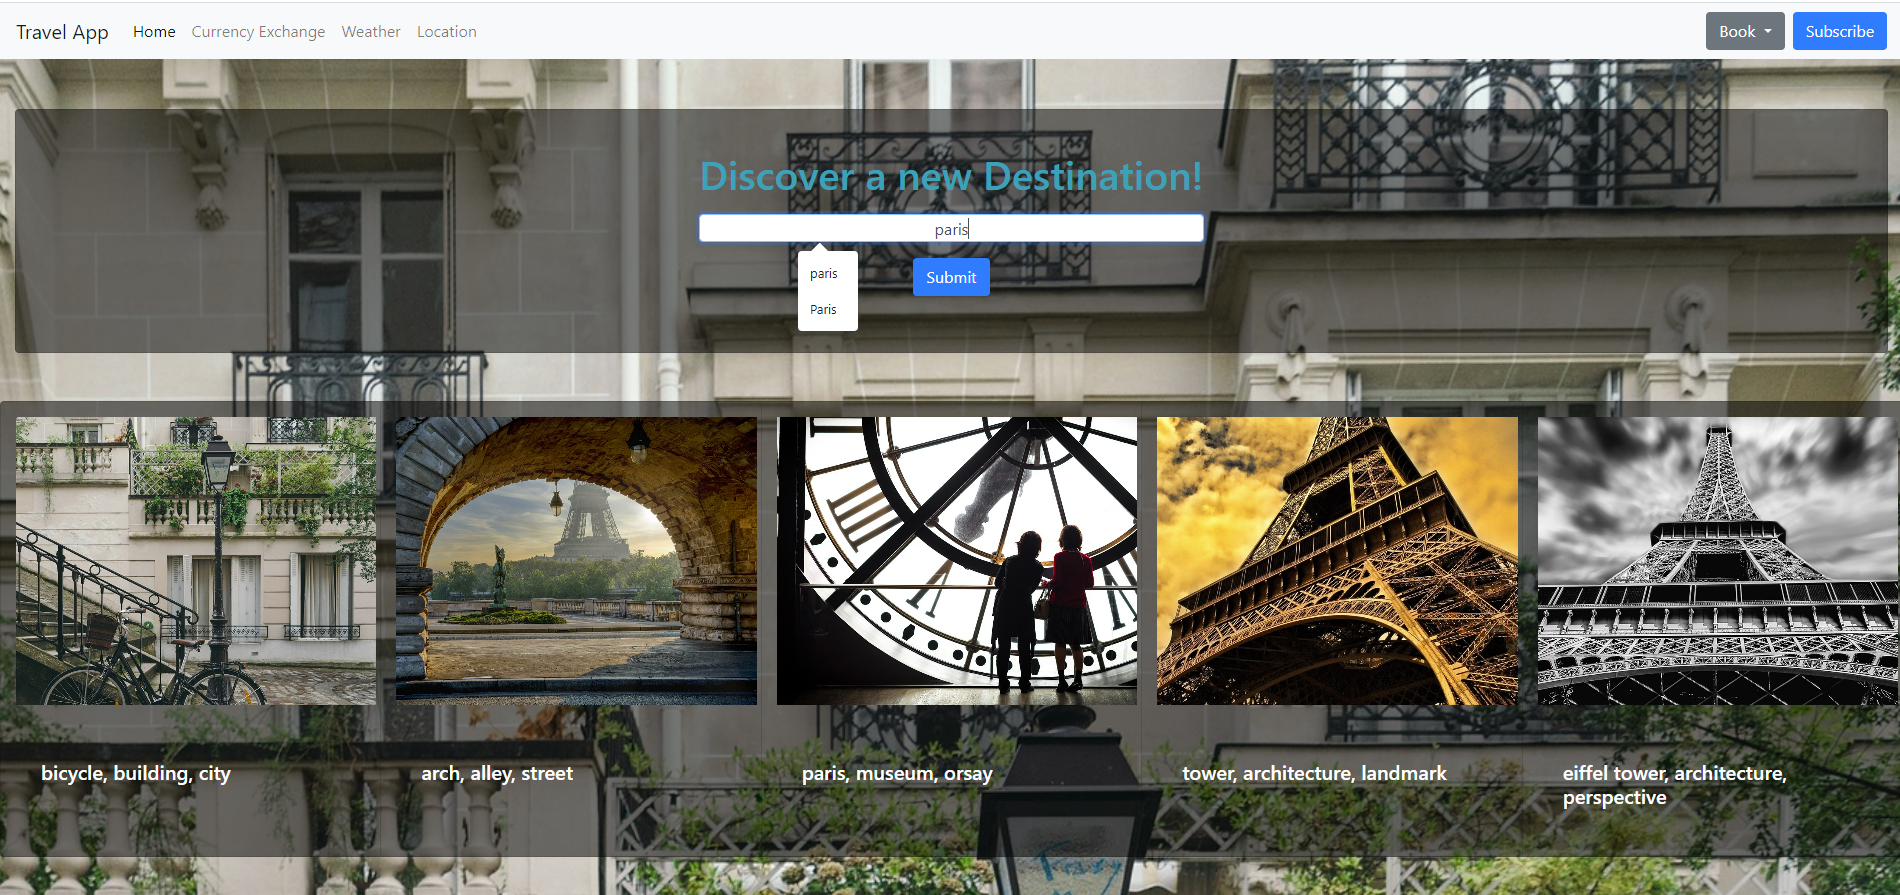 Travel App Home Currency Exchange Weather Location Book Subscribe
Discover a new Destination!
paris
paris
Submit
Paris
bicycle, building, city
arch, alley, street
paris, museum, orsay
tower, architecture, landmark
eiffel tower, architecture,
perspective